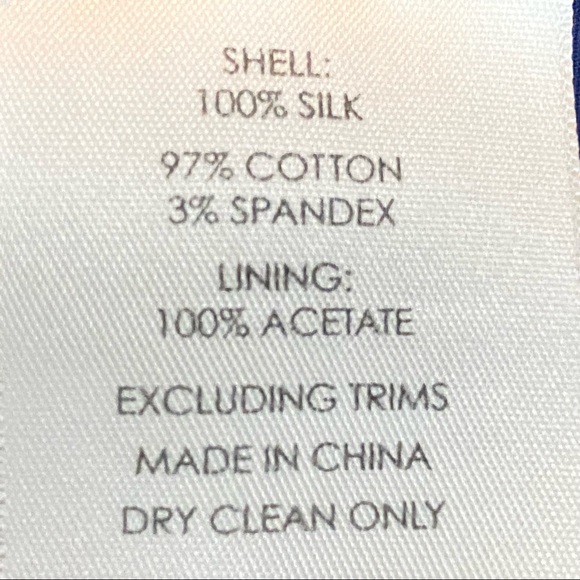 SHELL:
100% SILK
97% COTTON
3% SPANDEX
LINING:
100% ACETATE
EXCLUDING TRIMS
MADE IN CHINA
DRY CLEAN ONLY